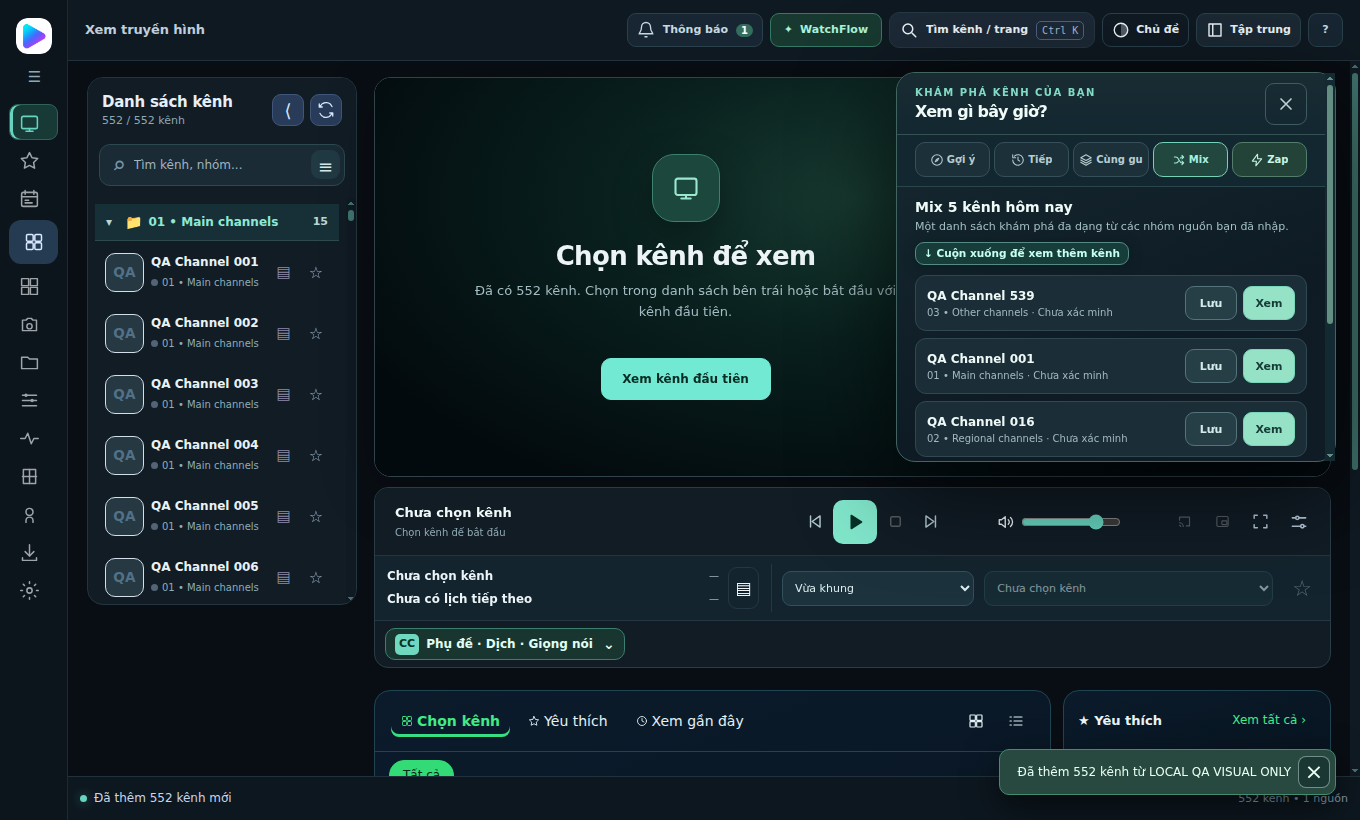 Xem truyền hình
Thông báo 1
✦ WatchFlow
Tìm kênh / trang Ctrl K
Chủ đề
Tập trung
?
Danh sách kênh
552 / 552 kênh
Tìm kênh, nhóm...
01 • Main channels 15
QA QA Channel 001
01 • Main channels
QA QA Channel 002
01 • Main channels
QA QA Channel 003
01 • Main channels
QA QA Channel 004
01 • Main channels
QA QA Channel 005
01 • Main channels
QA QA Channel 006
01 • Main channels
Chọn kênh để xem
Đã có 552 kênh. Chọn trong danh sách bên trái hoặc bắt đầu với
kênh đầu tiên.
Xem kênh đầu tiên
KHÁM PHÁ KÊNH CỦA BẠN
Xem gì bây giờ?
Gợi ý
Tiếp
Cùng gu
Mix
Zap
Mix 5 kênh hôm nay
Một danh sách khám phá đa dạng từ các nhóm nguồn bạn đã nhập.
↓ Cuộn xuống để xem thêm kênh
QA Channel 539
03 • Other channels · Chưa xác minh
Lưu Xem
QA Channel 001
01 • Main channels · Chưa xác minh
Lưu Xem
QA Channel 016
02 • Regional channels · Chưa xác minh
Lưu Xem
Chưa chọn kênh
Chọn kênh để bắt đầu
Chưa chọn kênh —
Chưa có lịch tiếp theo —
Vừa khung
Chưa chọn kênh
CC Phụ đề · Dịch · Giọng nói
Chọn kênh
Yêu thích
Xem gần đây
Tất cả
★ Yêu thích
Xem tất cả ›
Đã thêm 552 kênh từ LOCAL QA VISUAL ONLY
Đã thêm 552 kênh mới
552 kênh • 1 nguồn